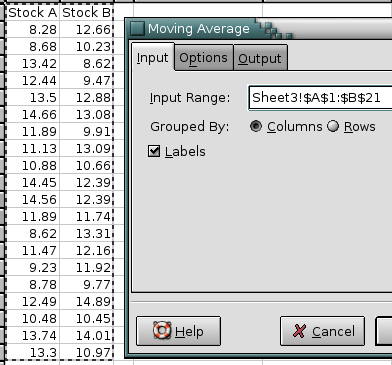 Stock A Stock B
8.28 12.66
8.68 10.23
13.42 8.62
12.44 9.47
13.5 12.88
14.66 13.08
11.89 9.91
11.13 13.09
10.88 10.66
14.45 12.39
14.56 12.39
11.89 11.74
8.62 13.31
11.47 12.16
9.23 11.92
8.78 9.77
12.49 14.89
10.48 10.45
13.74 14.01
13.3 10.97
Moving Average
Input Options Output
Input Range: Sheet3!$A$1:$B$21
Grouped By: Columns Rows
Labels
Help Cancel